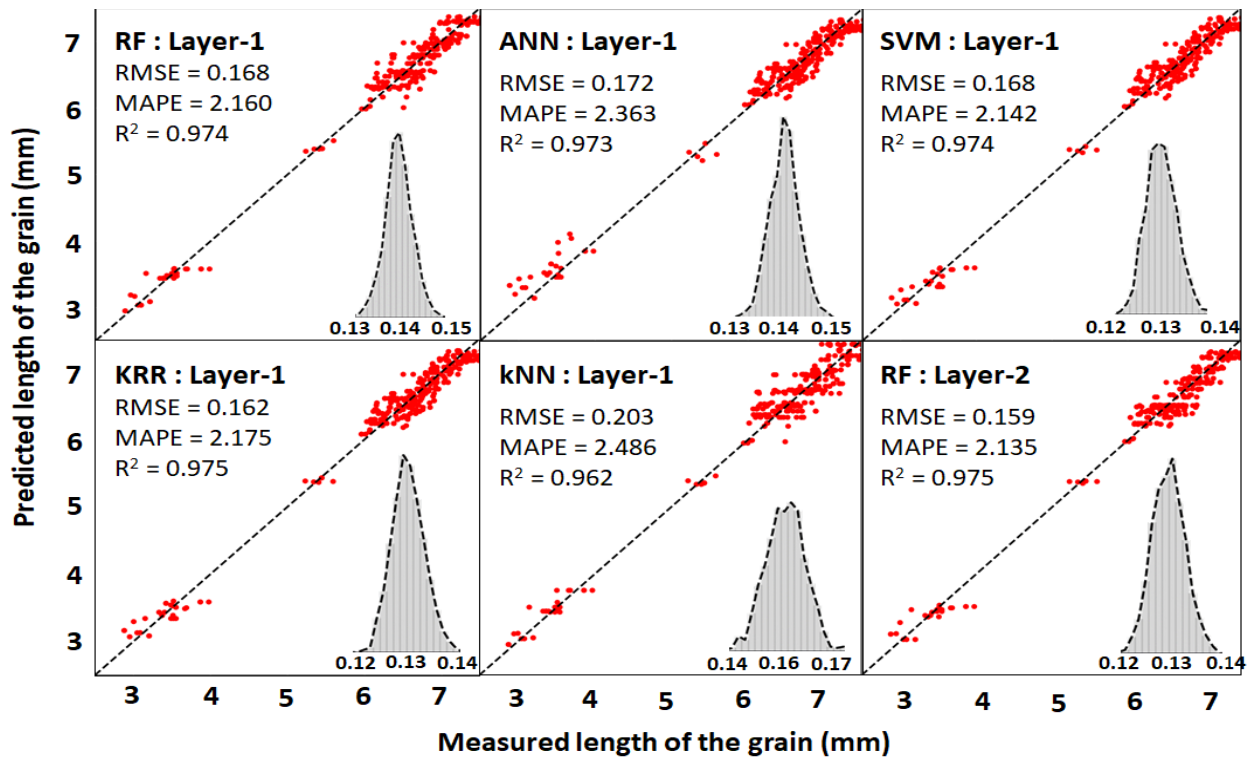 Predicted length of the grain (mm)
7
6
5
4
3
RF : Layer-1
RMSE = 0.168
MAPE = 2.160
R² = 0.974
0.13 0.14 0.15
ANN : Layer-1
RMSE = 0.172
MAPE = 2.363
R² = 0.973
0.13 0.14 0.15
SVM : Layer-1
RMSE = 0.168
MAPE = 2.142
R² = 0.974
0.12 0.13 0.14
7
6
5
4
3
KRR : Layer-1
RMSE = 0.162
MAPE = 2.175
R² = 0.975
0.12 0.13 0.14
kNN : Layer-1
RMSE = 0.203
MAPE = 2.486
R² = 0.962
0.14 0.16 0.17
RF : Layer-2
RMSE = 0.159
MAPE = 2.135
R² = 0.975
0.12 0.13 0.14
3 4 5 6 7 3 4 5 6 7 3 4 5 6 7
Measured length of the grain (mm)